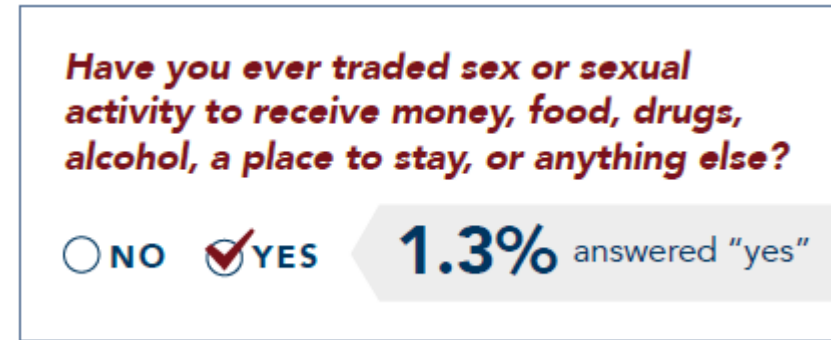 Have you ever traded sex or sexual
activity to receive money, food, drugs,
alcohol, a place to stay, or anything else?
NO YES 1.3% answered “yes”